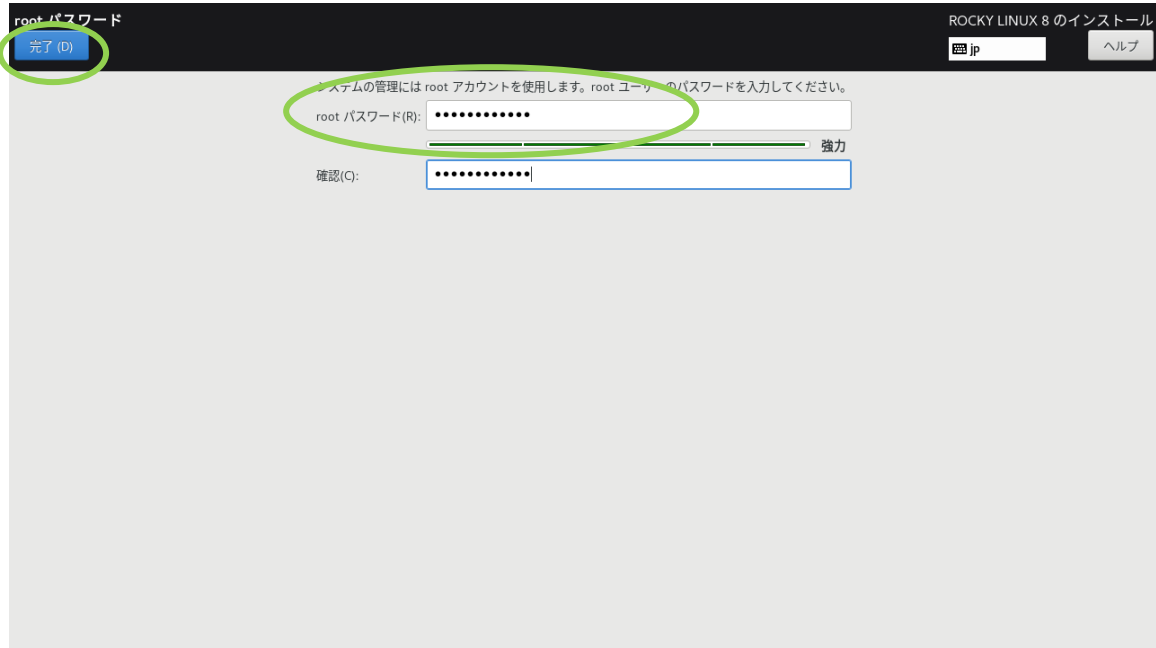 root パスワード
ROCKY LINUX 8 のインストール
完了 (D)
jp
ヘルプ
システムの管理には root アカウントを使用します。root ユーザーのパスワードを入力してください。
root パスワード(R):
••••••••••••
強力
確認(C):
••••••••••••